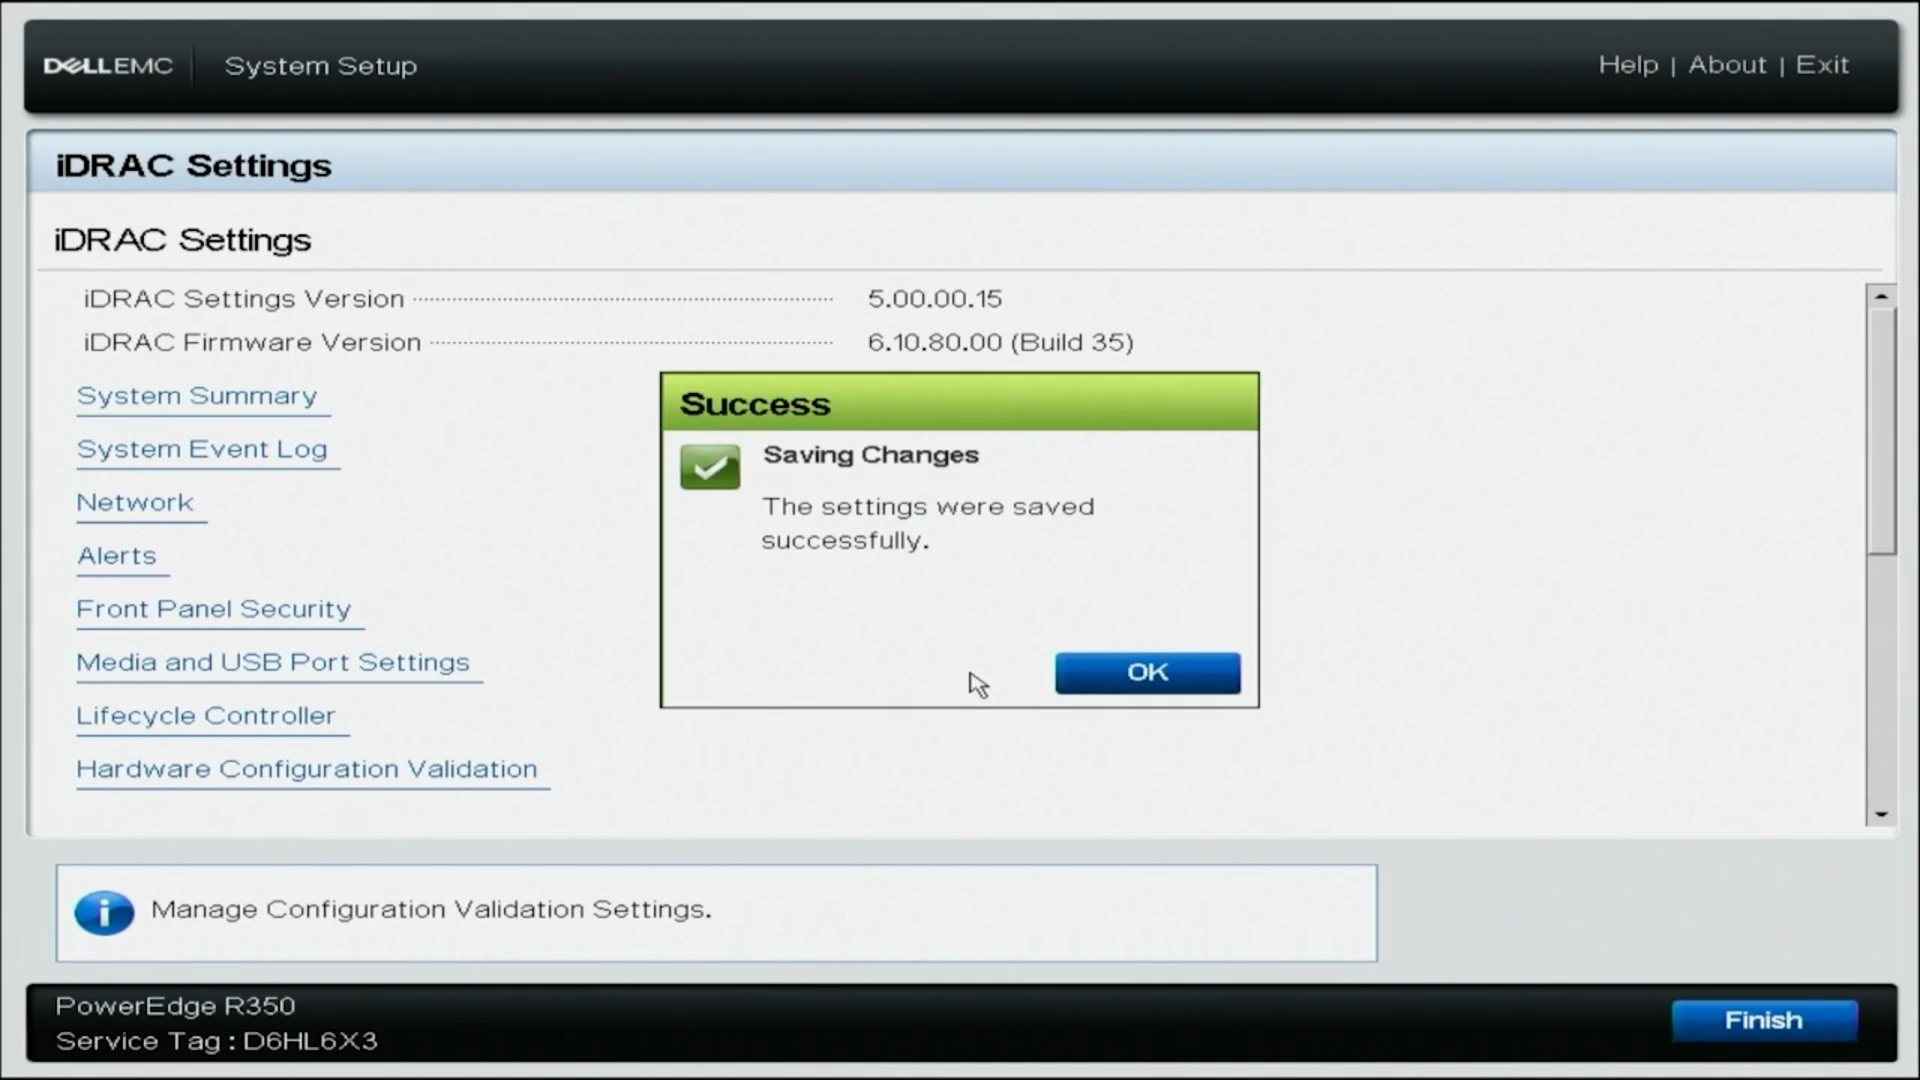 DELLEMC System Setup Help | About | Exit
iDRAC Settings
iDRAC Settings
iDRAC Settings Version 5.00.00.15
iDRAC Firmware Version 6.10.80.00 (Build 35)
System Summary
System Event Log
Network
Alerts
Front Panel Security
Media and USB Port Settings
Lifecycle Controller
Hardware Configuration Validation
Success
Saving Changes
The settings were saved
successfully.
OK
Manage Configuration Validation Settings.
PowerEdge R350
Service Tag : D6HL6X3
Finish